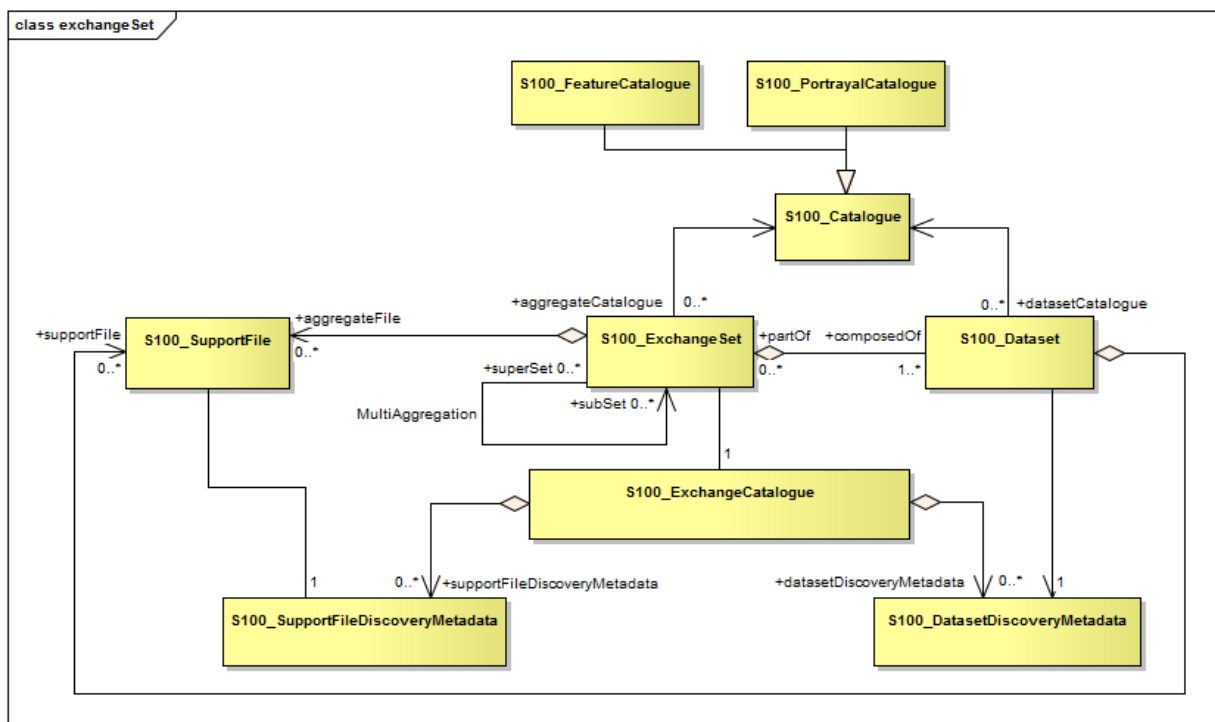 class exchangeSet
S100_FeatureCatalogue
S100_PortrayalCatalogue
S100_Catalogue
+aggregateCatalogue
0..*
0..*
+datasetCatalogue
+supportFile
0..*
S100_SupportFile
+aggregateFile
0..*
S100_ExchangeSet
+partOf
0..*
+composedOf
1..*
S100_Dataset
+superSet 0..*
+subSet 0..*
MultiAggregation
1
S100_ExchangeCatalogue
1
0..*
+supportFileDiscoveryMetadata
+datasetDiscoveryMetadata
0..*
1
S100_SupportFileDiscoveryMetadata
S100_DatasetDiscoveryMetadata